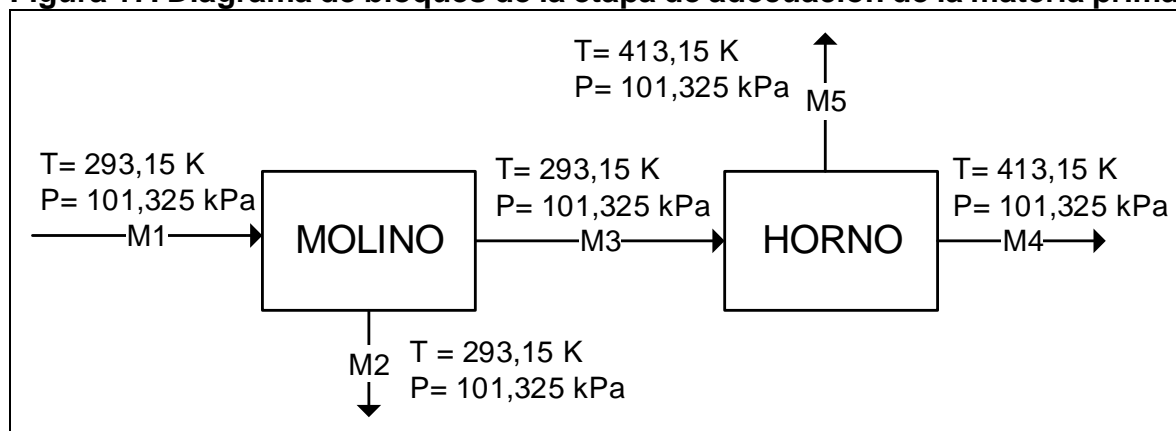 Figura 17. Diagrama de bloques de la etapa de adecuación de la materia prima
T= 413,15 K
P= 101,325 kPa
M5
T= 293,15 K
P= 101,325 kPa
M1
MOLINO
T= 293,15 K
P= 101,325 kPa
M3
HORNO
T= 413,15 K
P= 101,325 kPa
M4
M2
T = 293,15 K
P= 101,325 kPa